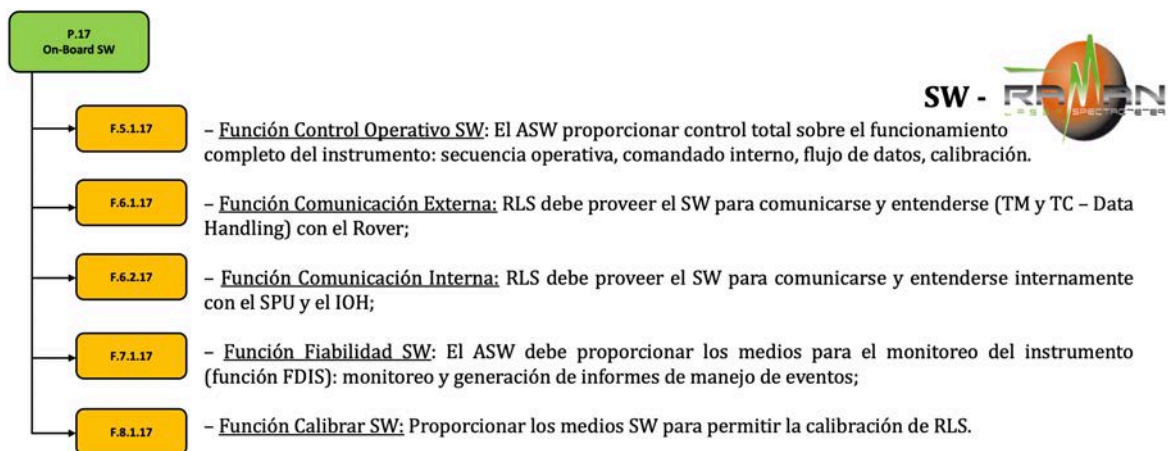 P.17
On-Board SW
SW -
RAMAN
LASER SPECTROMETER
F.5.1.17
– Función Control Operativo SW: El ASW proporcionar control total sobre el funcionamiento
completo del instrumento: secuencia operativa, comandado interno, flujo de datos, calibración.
F.6.1.17
– Función Comunicación Externa: RLS debe proveer el SW para comunicarse y entenderse (TM y TC – Data
Handling) con el Rover;
F.6.2.17
– Función Comunicación Interna: RLS debe proveer el SW para comunicarse y entenderse internamente
con el SPU y el IOH;
F.7.1.17
– Función Fiabilidad SW: El ASW debe proporcionar los medios para el monitoreo del instrumento
(función FDIS): monitoreo y generación de informes de manejo de eventos;
F.8.1.17
– Función Calibrar SW: Proporcionar los medios SW para permitir la calibración de RLS.